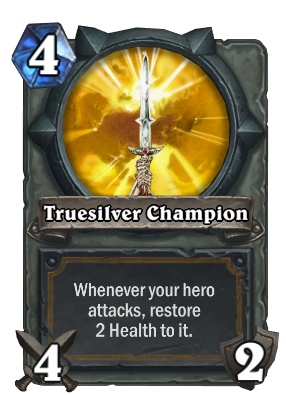 4
Truesilver Champion
Whenever your hero
attacks, restore
2 Health to it.
4
2